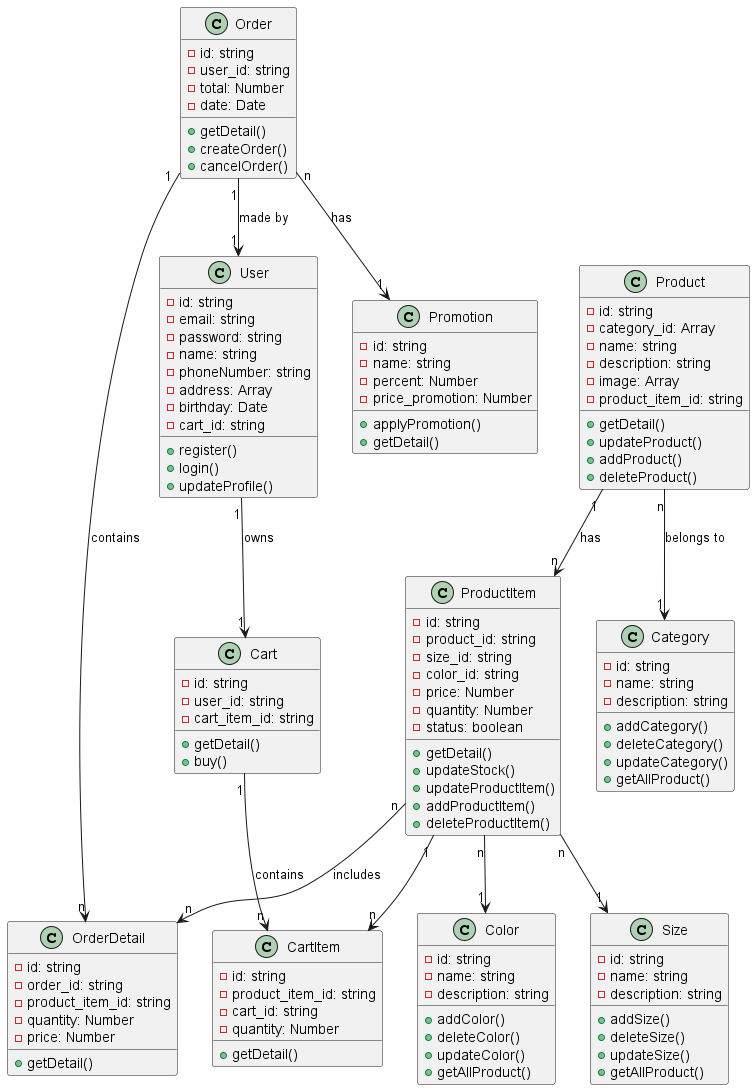 C Order
id: string
user_id: string
total: Number
date: Date
getDetail()
createOrder()
cancelOrder()
1
1
n
made by
has
1
1
C User
id: string
email: string
password: string
name: string
phoneNumber: string
address: Array
birthday: Date
cart_id: string
register()
login()
updateProfile()
C Promotion
id: string
name: string
percent: Number
price_promotion: Number
applyPromotion()
getDetail()
C Product
id: string
category_id: Array
name: string
description: string
image: Array
product_item_id: string
getDetail()
updateProduct()
addProduct()
deleteProduct()
1
1
n
contains
owns
has
belongs to
n
1
1
C ProductItem
id: string
product_id: string
size_id: string
color_id: string
price: Number
quantity: Number
status: boolean
getDetail()
updateStock()
updateProductItem()
addProductItem()
deleteProductItem()
C Category
id: string
name: string
description: string
addCategory()
deleteCategory()
updateCategory()
getAllProduct()
C Cart
id: string
user_id: string
cart_item_id: string
getDetail()
buy()
1
n
1
n
n
contains
includes
n
n
n
n
1
1
C OrderDetail
id: string
order_id: string
product_item_id: string
quantity: Number
price: Number
getDetail()
C CartItem
id: string
product_item_id: string
cart_id: string
quantity: Number
getDetail()
C Color
id: string
name: string
description: string
addColor()
deleteColor()
updateColor()
getAllProduct()
C Size
id: string
name: string
description: string
addSize()
deleteSize()
updateSize()
getAllProduct()